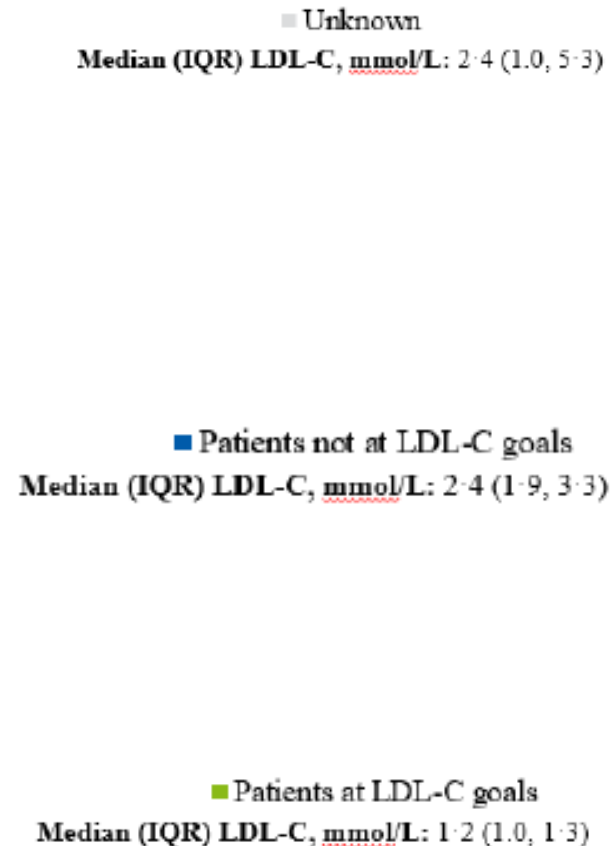 Unknown
Median (IQR) LDL-C, mmol/L: 2·4 (1.0, 5·3)
Patients not at LDL-C goals
Median (IQR) LDL-C, mmol/L: 2·4 (1·9, 3·3)
Patients at LDL-C goals
Median (IQR) LDL-C, mmol/L: 1·2 (1.0, 1·3)